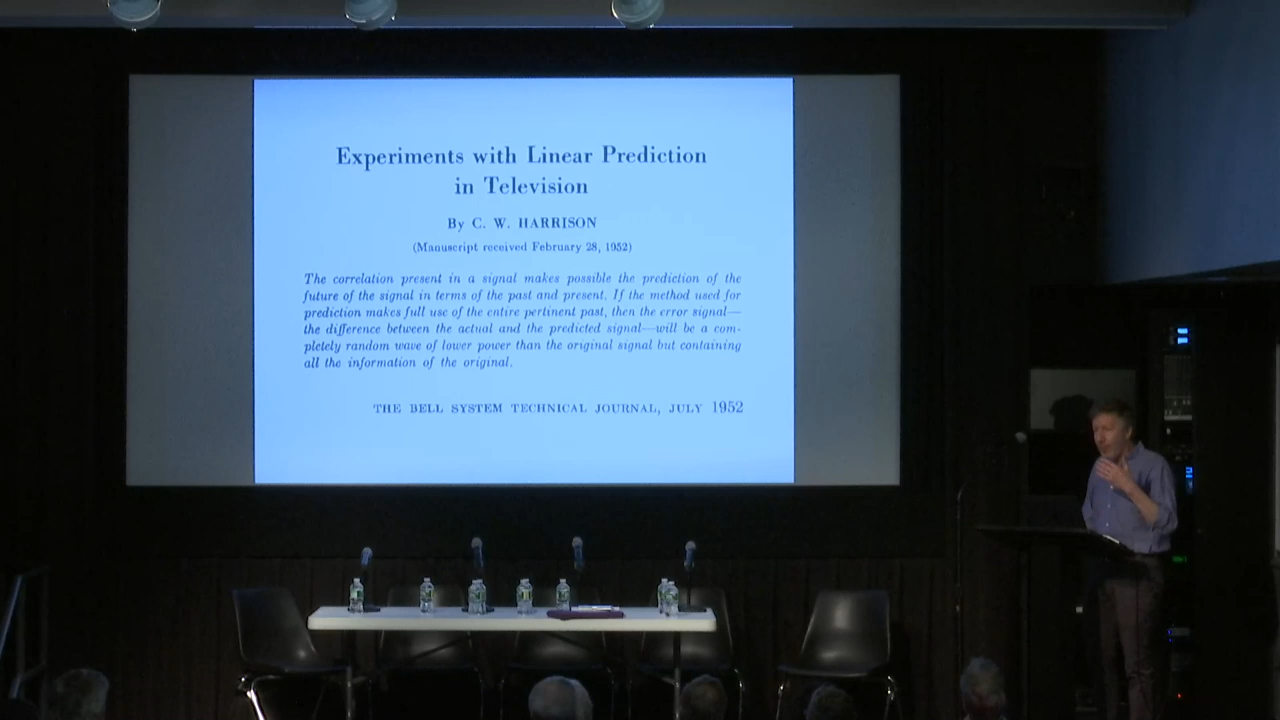 Experiments with Linear Prediction
in Television
By C. W. HARRISON
(Manuscript received February 28, 1952)
The correlation present in a signal makes possible the prediction of the
future of the signal in terms of the past and present. If the method used for
prediction makes full use of the entire pertinent past, then the error signal—
the difference between the actual and the predicted signal—will be a com-
pletely random wave of lower power than the original signal but containing
all the information of the original.
THE BELL SYSTEM TECHNICAL JOURNAL, JULY 1952